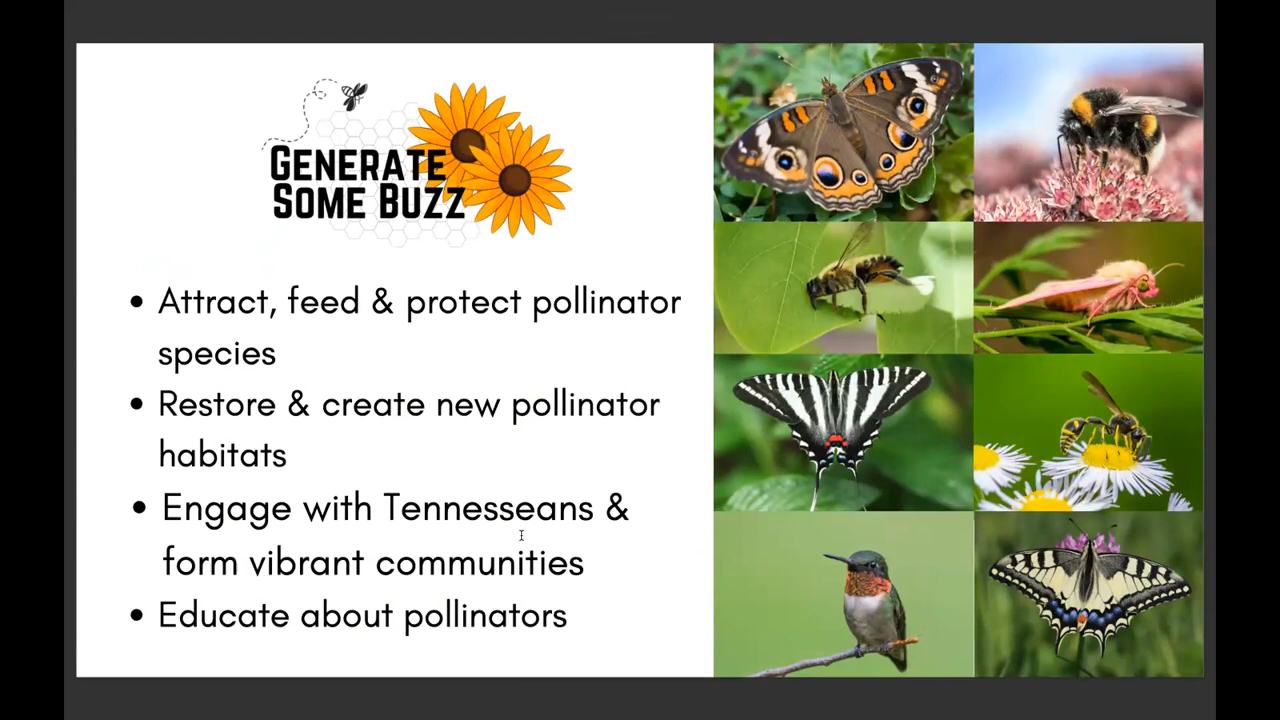 GENERATE
SOME BUZZ
• Attract, feed & protect pollinator
species
• Restore & create new pollinator
habitats
• Engage with Tennesseans &
form vibrant communities
• Educate about pollinators